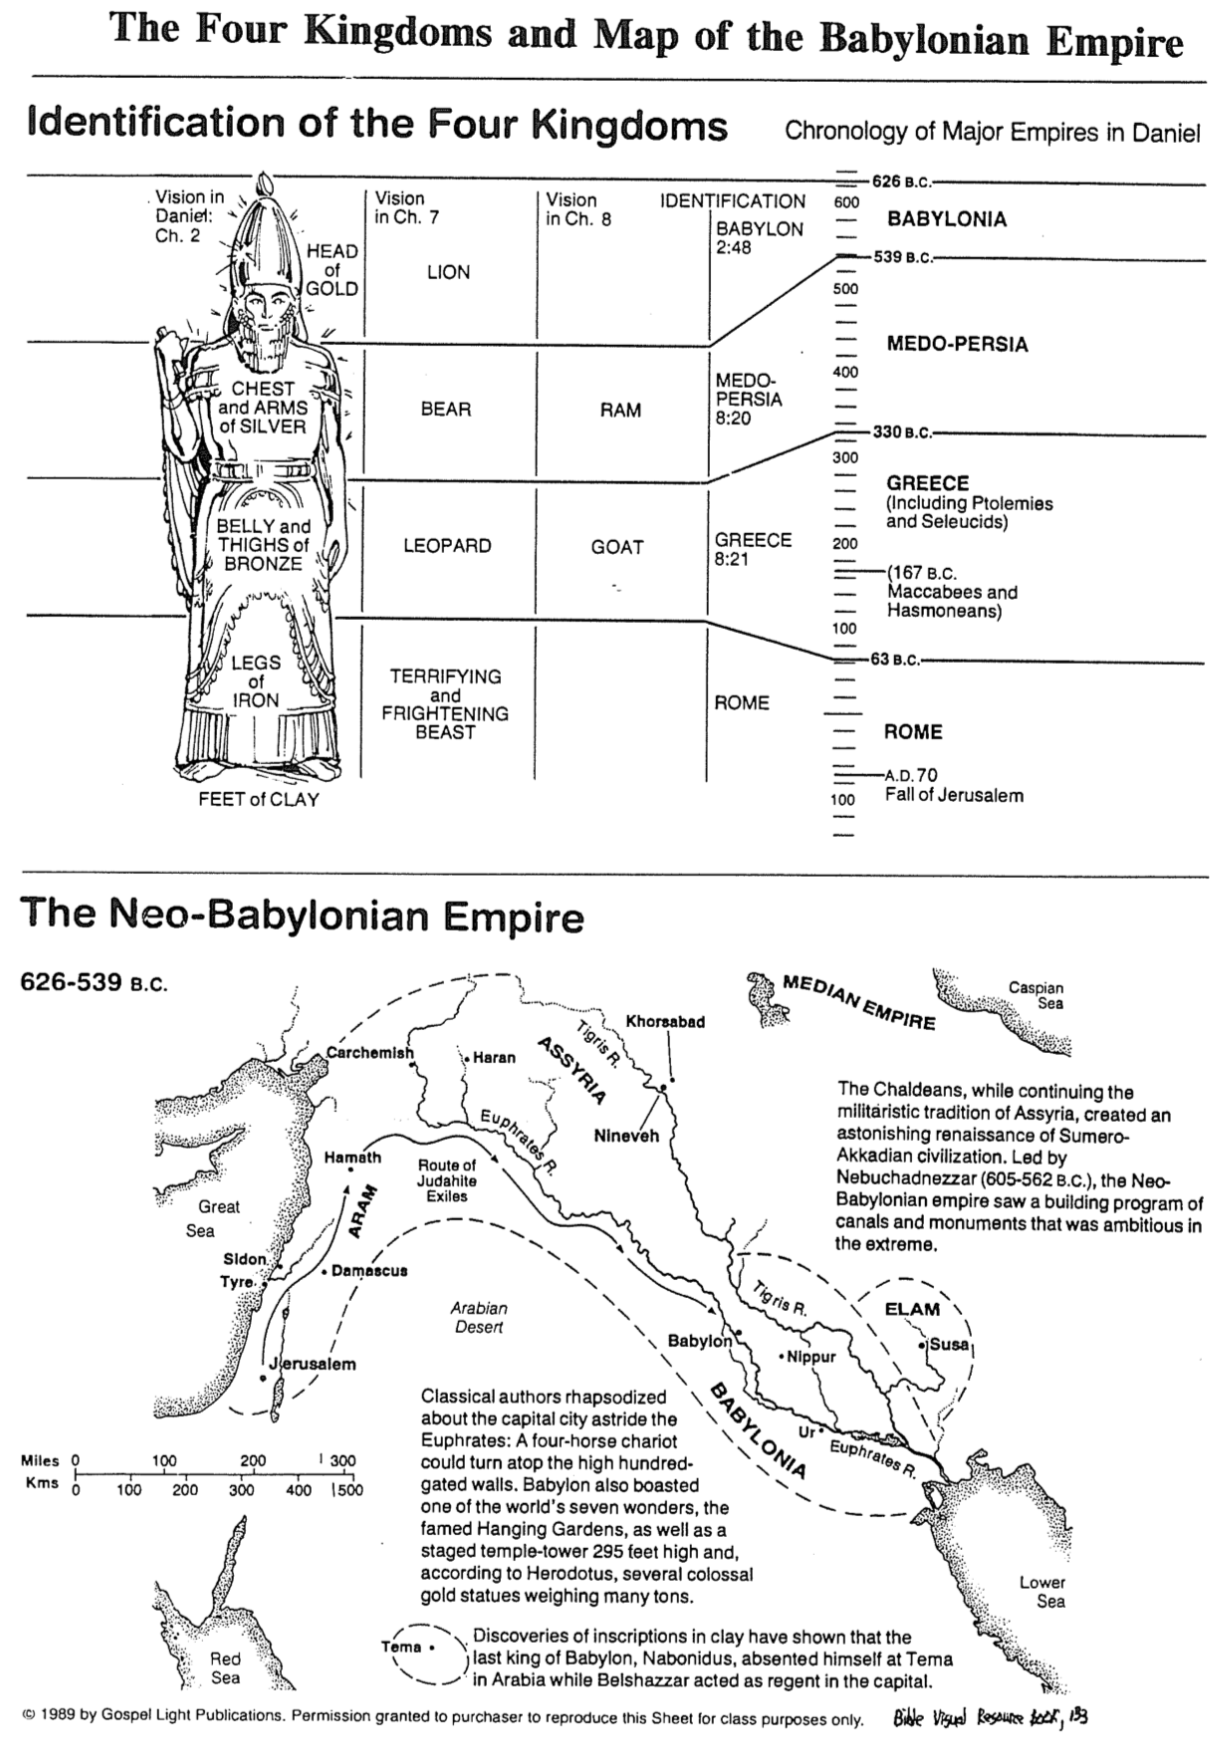 The Four Kingdoms and Map of the Babylonian Empire
Identification of the Four Kingdoms
Chronology of Major Empires in Daniel
Vision in
Daniel:
Ch. 2
HEAD
of
GOLD
CHEST
and ARMS
of SILVER
BELLY and
THIGHS of
BRONZE
LEGS
of
IRON
FEET of CLAY
Vision
in Ch. 7
LION
BEAR
LEOPARD
TERRIFYING
and
FRIGHTENING
BEAST
Vision
in Ch. 8
RAM
GOAT
IDENTIFICATION
BABYLON
2:48
MEDO-
PERSIA
8:20
GREECE
8:21
ROME
626 B.C.
600
BABYLONIA
539 B.C.
500
MEDO-PERSIA
400
330 B.C.
300
GREECE
(Including Ptolemies
and Seleucids)
200
(167 B.C.
Maccabees and
Hasmoneans)
100
63 B.C.
ROME
A.D. 70
Fall of Jerusalem
100
The Neo-Babylonian Empire
626-539 B.C.
MEDIAN EMPIRE
Caspian
Sea
Khorsabad
Tigris R.
ASSYRIA
Carchemish
Haran
Nineveh
Euphrates R.
The Chaldeans, while continuing the
militaristic tradition of Assyria, created an
astonishing renaissance of Sumero-
Akkadian civilization. Led by
Nebuchadnezzar (605-562 B.C.), the Neo-
Babylonian empire saw a building program of
canals and monuments that was ambitious in
the extreme.
Hamath
Route of
Judahite
Exiles
ARAM
Great
Sea
Sidon
Tyre
Damascus
Arabian
Desert
Jerusalem
Tigris R.
ELAM
Susa
Babylon
Nippur
BABYLONIA
Ur
Euphrates R.
Classical authors rhapsodized
about the capital city astride the
Euphrates: A four-horse chariot
could turn atop the high hundred-
gated walls. Babylon also boasted
one of the world's seven wonders, the
famed Hanging Gardens, as well as a
staged temple-tower 295 feet high and,
according to Herodotus, several colossal
gold statues weighing many tons.
Miles 0 100 200 300
Kms 0 100 200 300 400 500
Lower
Sea
Red
Sea
Tema
Discoveries of inscriptions in clay have shown that the
last king of Babylon, Nabonidus, absented himself at Tema
in Arabia while Belshazzar acted as regent in the capital.
© 1989 by Gospel Light Publications. Permission granted to purchaser to reproduce this Sheet for class purposes only.
Bible Visual Resource Book, 153